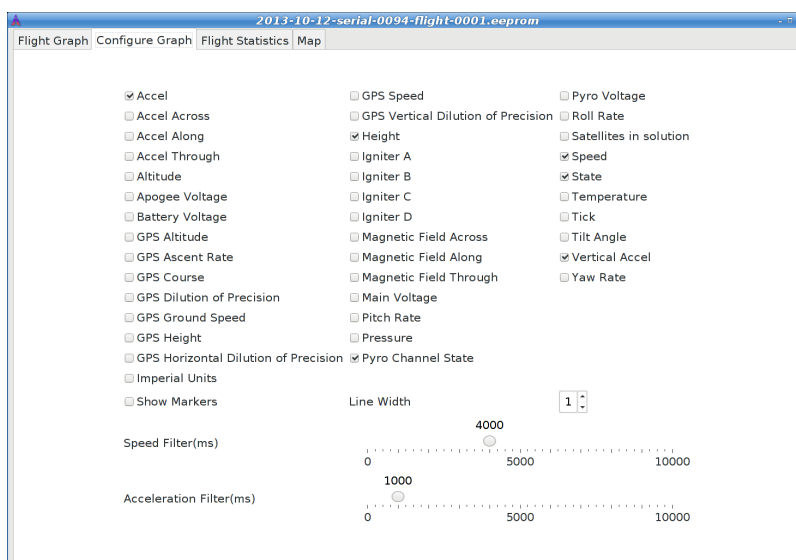 2013-10-12-serial-0094-flight-0001.eeprom
Flight Graph Configure Graph Flight Statistics Map
Accel GPS Speed Pyro Voltage
Accel Across GPS Vertical Dilution of Precision Roll Rate
Accel Along Height Satellites in solution
Accel Through Igniter A Speed
Altitude Igniter B State
Apogee Voltage Igniter C Temperature
Battery Voltage Igniter D Tick
GPS Altitude Magnetic Field Across Tilt Angle
GPS Ascent Rate Magnetic Field Along Vertical Accel
GPS Course Magnetic Field Through Yaw Rate
GPS Dilution of Precision Main Voltage
GPS Ground Speed Pitch Rate
GPS Height Pressure
GPS Horizontal Dilution of Precision Pyro Channel State
Imperial Units
Show Markers Line Width 1
4000
Speed Filter(ms)
0 5000 10000
1000
Acceleration Filter(ms)
0 5000 10000